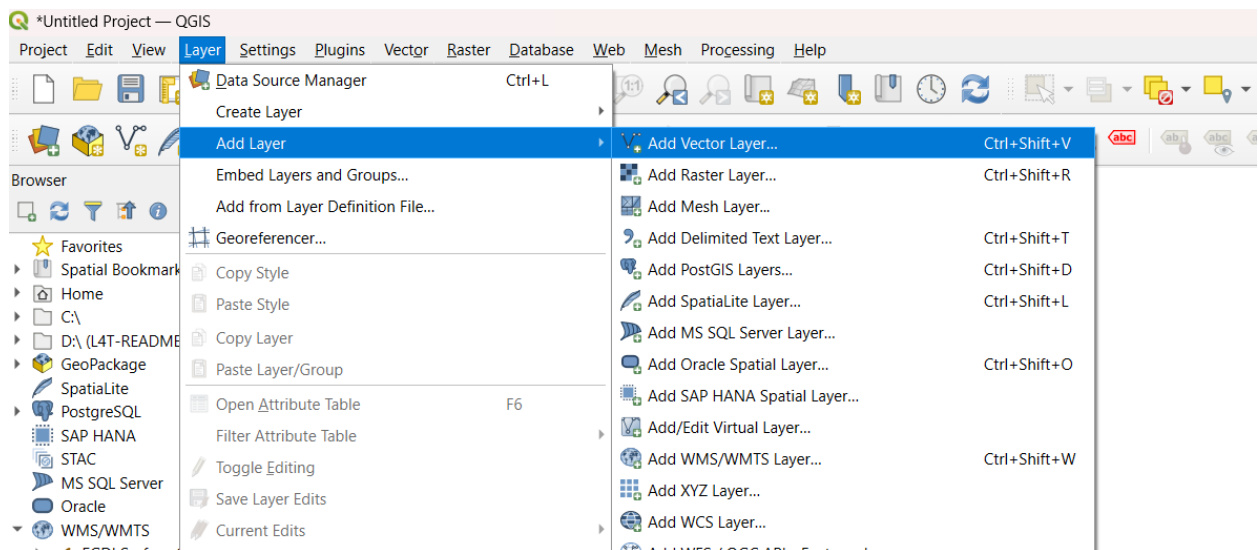 *Untitled Project — QGIS
Project Edit View Layer Settings Plugins Vector Raster Database Web Mesh Processing Help
Data Source Manager Ctrl+L
Create Layer
Add Layer
Embed Layers and Groups...
Add from Layer Definition File...
Georeferencer...
Copy Style
Paste Style
Copy Layer
Paste Layer/Group
Open Attribute Table F6
Filter Attribute Table
Toggle Editing
Save Layer Edits
Current Edits
Add Vector Layer... Ctrl+Shift+V
Add Raster Layer... Ctrl+Shift+R
Add Mesh Layer...
Add Delimited Text Layer... Ctrl+Shift+T
Add PostGIS Layers... Ctrl+Shift+D
Add SpatiaLite Layer... Ctrl+Shift+L
Add MS SQL Server Layer...
Add Oracle Spatial Layer... Ctrl+Shift+O
Add SAP HANA Spatial Layer...
Add/Edit Virtual Layer...
Add WMS/WMTS Layer... Ctrl+Shift+W
Add XYZ Layer...
Add WCS Layer...
1:1
abc
abc
abc
Browser
Favorites
Spatial Bookmark
Home
C:\
D:\ (L4T-README
GeoPackage
SpatiaLite
PostgreSQL
SAP HANA
STAC
MS SQL Server
Oracle
WMS/WMTS